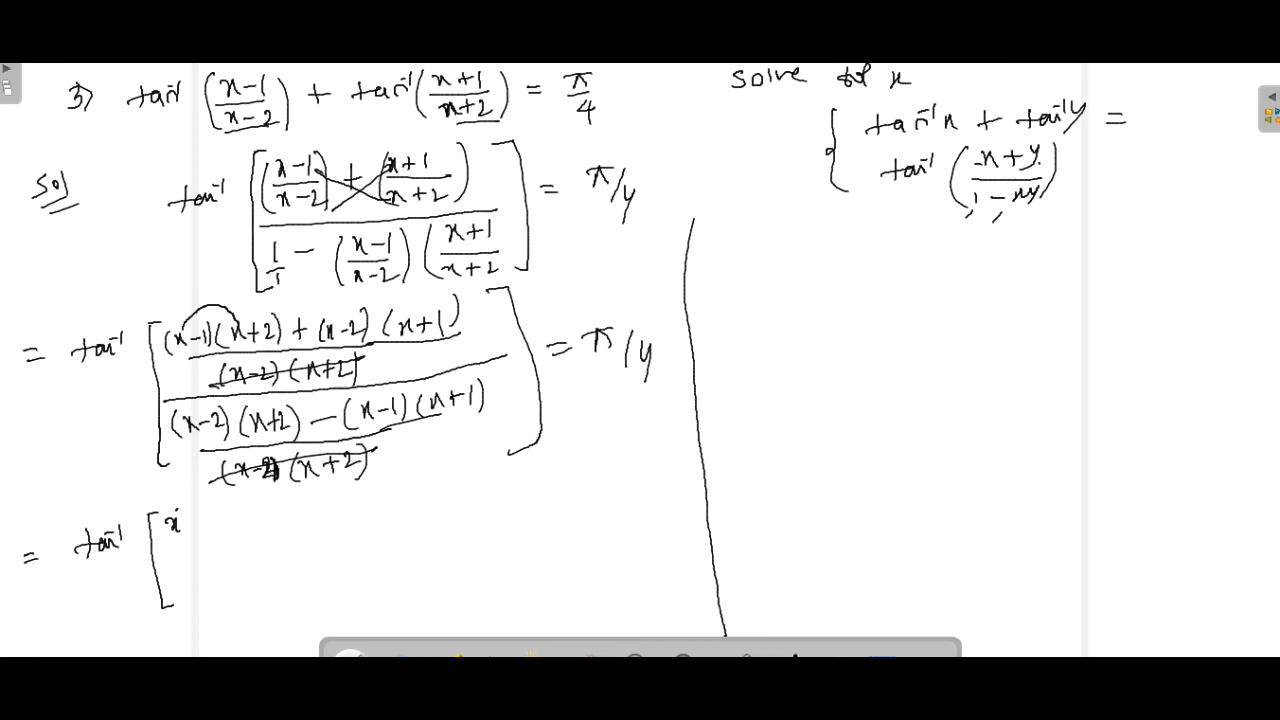 3) tan⁻¹ ((x-1)/(x-2)) + tan⁻¹ ((x+1)/(x+2)) = π/4
Sol tan⁻¹ [(((x-1)/(x-2)) + ((x+1)/(x+2))) / (1/1 - ((x-1)/(x-2)) ((x+1)/(x+2)))] = π/4
= tan⁻¹ [(((x-1)(x+2) + (x-2)(x+1)) / ((x-2)(x+2))) / (((x-2)(x+2) - (x-1)(x+1)) / ((x-2)(x+2)))] = π/4
= tan⁻¹ [x
Solve for x
{ tan⁻¹x + tan⁻¹y =
tan⁻¹ ((x+y)/(1-xy))